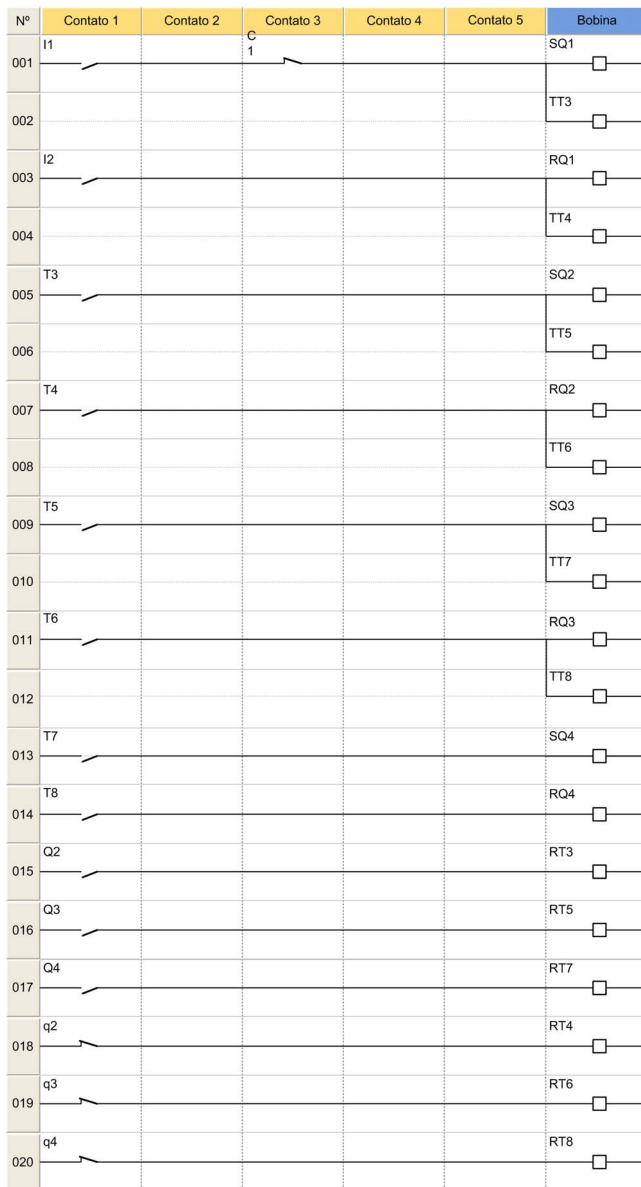 Nº Contato 1 Contato 2 Contato 3 Contato 4 Contato 5 Bobina
001 I1 C SQ1
1
002 TT3
003 I2 RQ1
004 TT4
005 T3 SQ2
006 TT5
007 T4 RQ2
008 TT6
009 T5 SQ3
010 TT7
011 T6 RQ3
012 TT8
013 T7 SQ4
014 T8 RQ4
015 Q2 RT3
016 Q3 RT5
017 Q4 RT7
018 q2 RT4
019 q3 RT6
020 q4 RT8